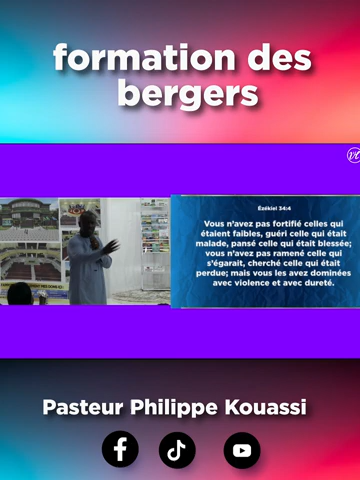 formation des
bergers
vt
Ézékiel 34:4
Vous n'avez pas fortifié celles qui
étaient faibles, guéri celle qui était
malade, pansé celle qui était blessée;
vous n'avez pas ramené celle qui
s'égarait, cherché celle qui était
perdue; mais vous les avez dominées
avec violence et avec dureté.
Pasteur Philippe Kouassi